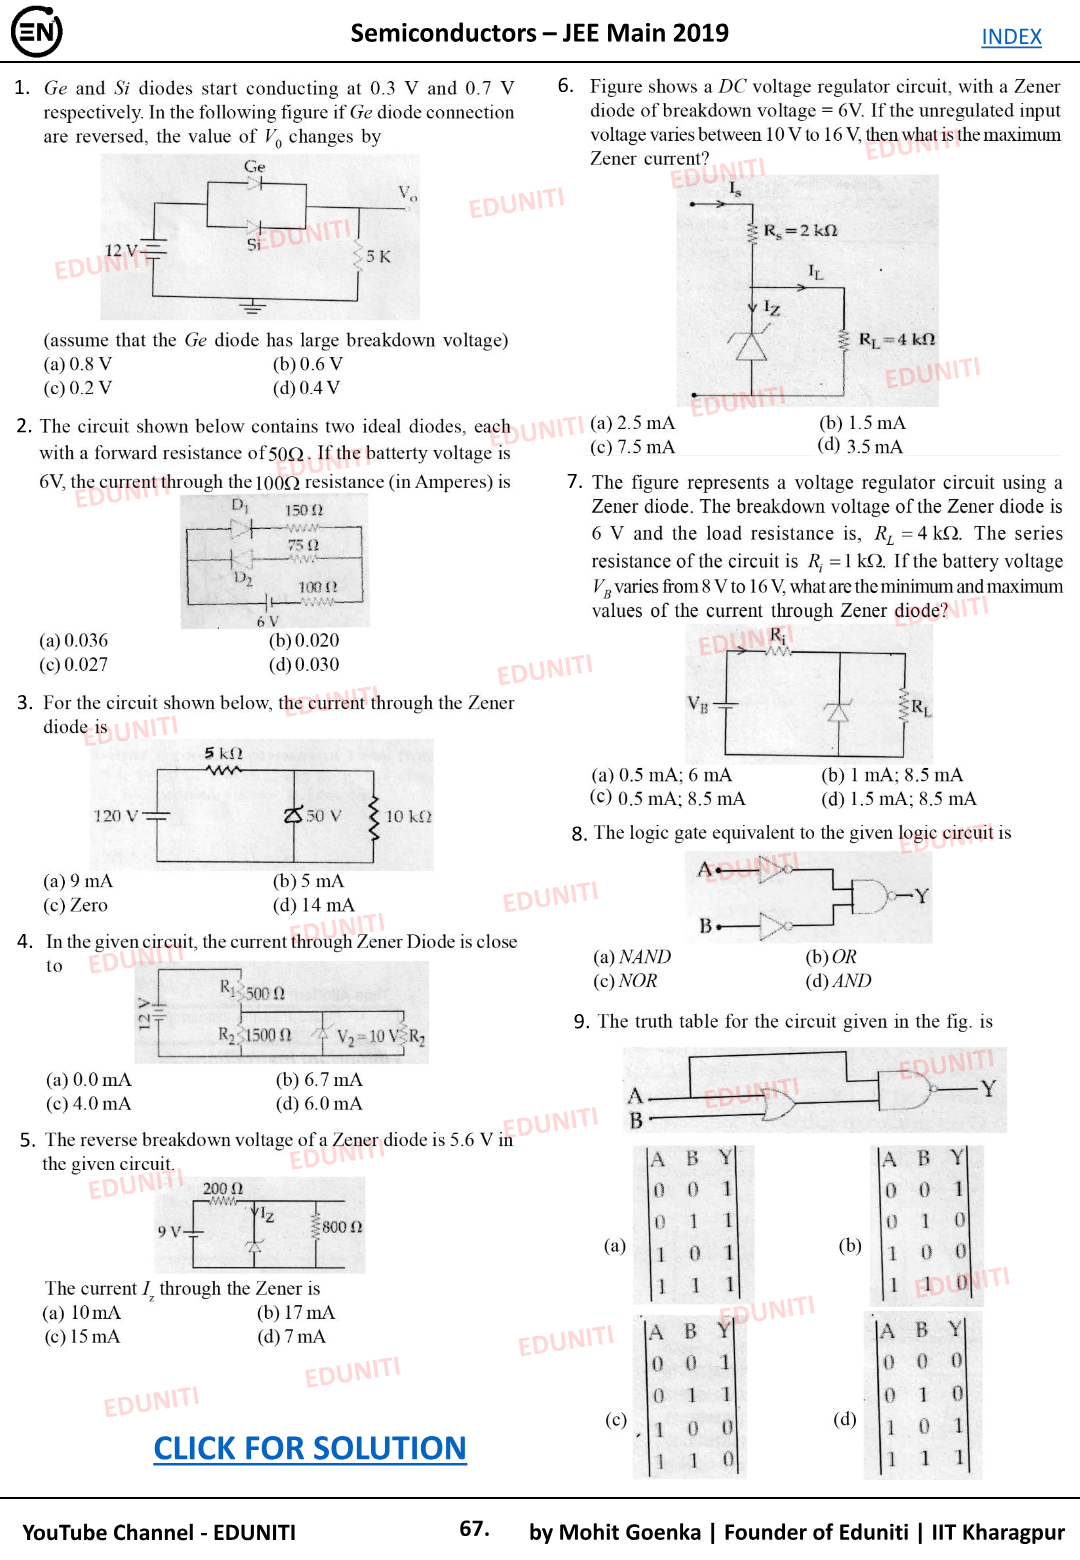 EN
Semiconductors – JEE Main 2019
INDEX
1. Ge and Si diodes start conducting at 0.3 V and 0.7 V
respectively. In the following figure if Ge diode connection
are reversed, the value of V0 changes by
Ge
Vo
Si
12 V
5 K
(assume that the Ge diode has large breakdown voltage)
(a) 0.8 V (b) 0.6 V
(c) 0.2 V (d) 0.4 V
2. The circuit shown below contains two ideal diodes, each
with a forward resistance of 50Ω. If the batterty voltage is
6V, the current through the 100Ω resistance (in Amperes) is
D1
150 Ω
75 Ω
D2
100 Ω
6 V
(a) 0.036 (b) 0.020
(c) 0.027 (d) 0.030
3. For the circuit shown below, the current through the Zener
diode is
5 kΩ
120 V
50 V
10 kΩ
(a) 9 mA (b) 5 mA
(c) Zero (d) 14 mA
4. In the given circuit, the current through Zener Diode is close
to
12 V
R1 500 Ω
R2 1500 Ω
V2=10 V R2
(a) 0.0 mA (b) 6.7 mA
(c) 4.0 mA (d) 6.0 mA
5. The reverse breakdown voltage of a Zener diode is 5.6 V in
the given circuit.
200 Ω
IZ
9 V
800 Ω
The current Iz through the Zener is
(a) 10 mA (b) 17 mA
(c) 15 mA (d) 7 mA
CLICK FOR SOLUTION
6. Figure shows a DC voltage regulator circuit, with a Zener
diode of breakdown voltage = 6V. If the unregulated input
voltage varies between 10 V to 16 V, then what is the maximum
Zener current?
Is
Rs=2 kΩ
IL
IZ
RL=4 kΩ
(a) 2.5 mA (b) 1.5 mA
(c) 7.5 mA (d) 3.5 mA
7. The figure represents a voltage regulator circuit using a
Zener diode. The breakdown voltage of the Zener diode is
6 V and the load resistance is, RL = 4 kΩ. The series
resistance of the circuit is Ri = 1 kΩ. If the battery voltage
VB varies from 8 V to 16 V, what are the minimum and maximum
values of the current through Zener diode?
Ri
VB
RL
(a) 0.5 mA; 6 mA (b) 1 mA; 8.5 mA
(c) 0.5 mA; 8.5 mA (d) 1.5 mA; 8.5 mA
8. The logic gate equivalent to the given logic circuit is
A
Y
B
(a) NAND (b) OR
(c) NOR (d) AND
9. The truth table for the circuit given in the fig. is
A
B
Y
(a)
A B Y
0 0 1
0 1 1
1 0 1
1 1 1
(b)
A B Y
0 0 1
0 1 0
1 0 0
1 1 0
(c)
A B Y
0 0 1
0 1 1
1 0 0
1 1 0
(d)
A B Y
0 0 0
0 1 0
1 0 1
1 1 1
EDUNITI
YouTube Channel - EDUNITI
67.
by Mohit Goenka | Founder of Eduniti | IIT Kharagpur